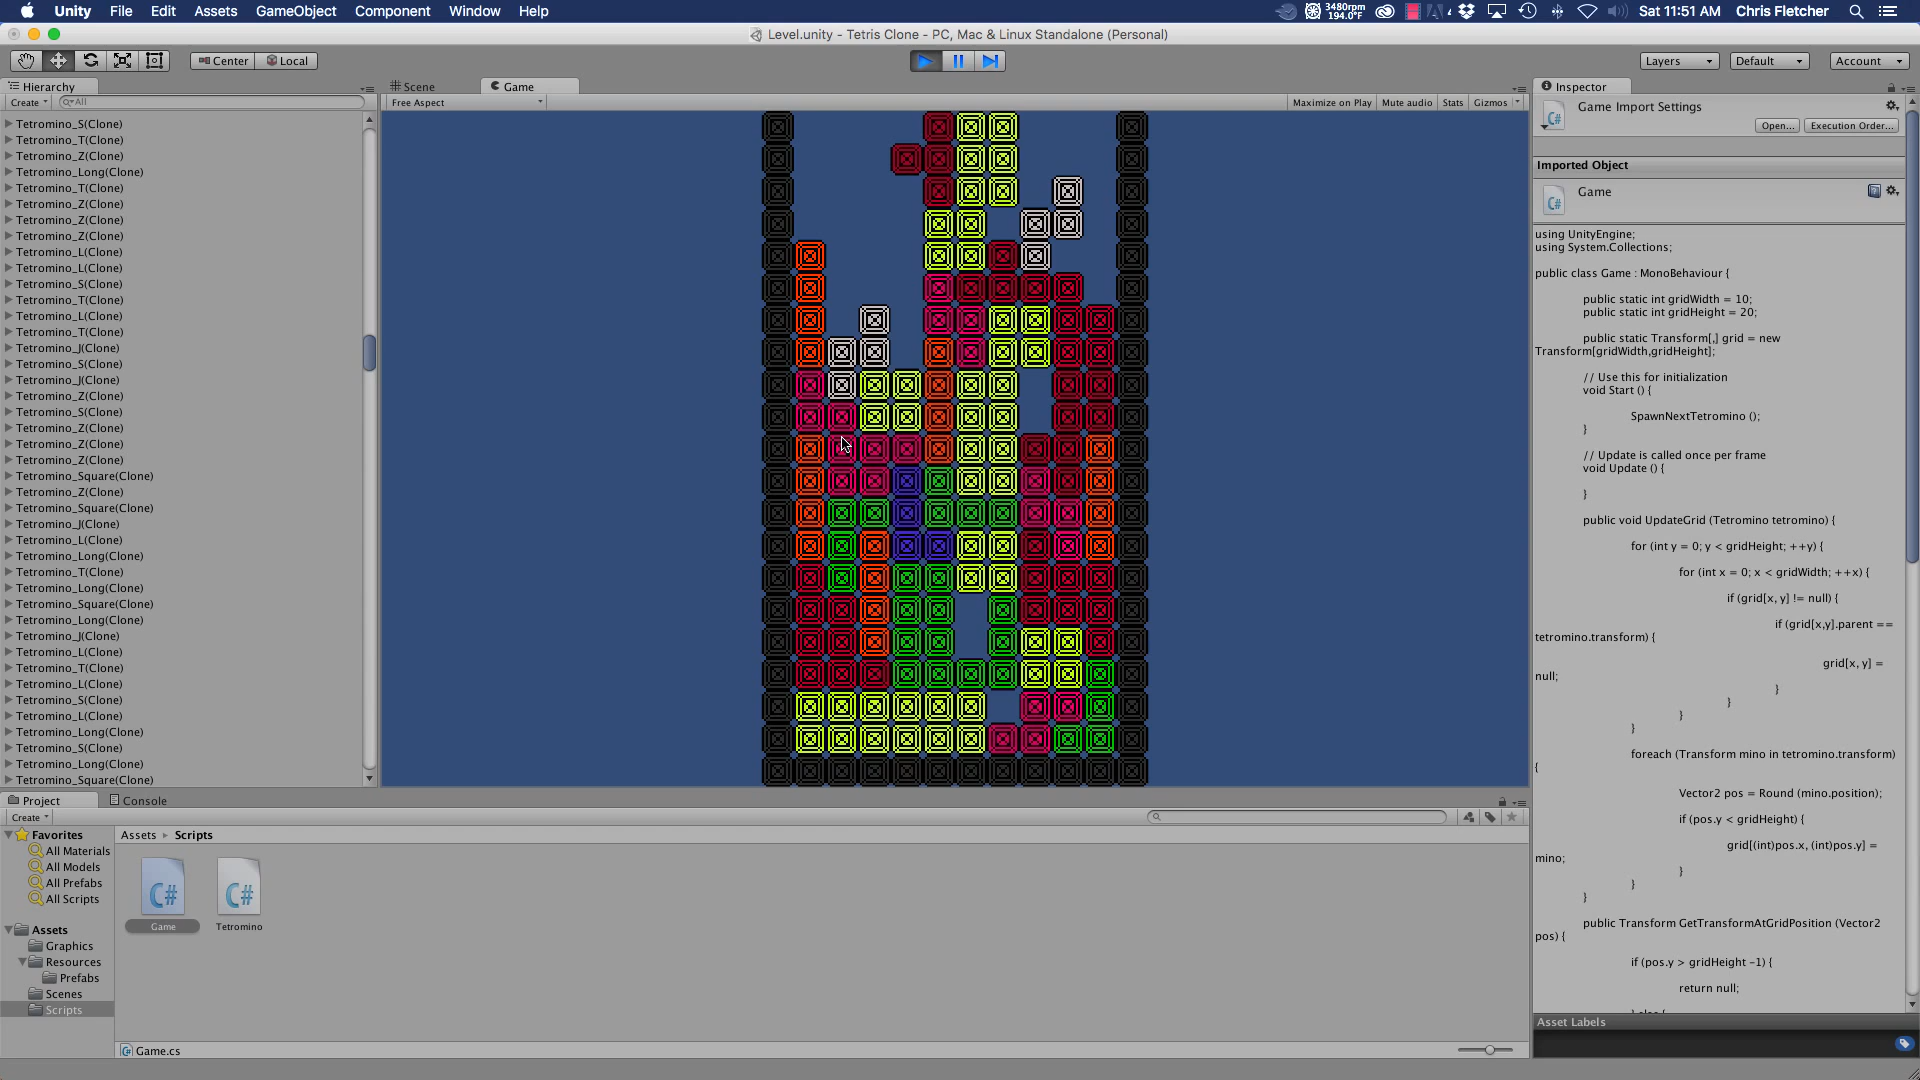 Unity File Edit Assets GameObject Component Window Help
3480rpm
194.0°F
4
Sat 11:51 AM Chris Fletcher
Level.unity - Tetris Clone - PC, Mac & Linux Standalone (Personal)
Center Local
Layers Default Account
Hierarchy
Create All
Tetromino_S(Clone)
Tetromino_T(Clone)
Tetromino_Z(Clone)
Tetromino_Long(Clone)
Tetromino_T(Clone)
Tetromino_Z(Clone)
Tetromino_Z(Clone)
Tetromino_Z(Clone)
Tetromino_L(Clone)
Tetromino_L(Clone)
Tetromino_S(Clone)
Tetromino_T(Clone)
Tetromino_L(Clone)
Tetromino_T(Clone)
Tetromino_J(Clone)
Tetromino_S(Clone)
Tetromino_J(Clone)
Tetromino_Z(Clone)
Tetromino_S(Clone)
Tetromino_Z(Clone)
Tetromino_Z(Clone)
Tetromino_Z(Clone)
Tetromino_Square(Clone)
Tetromino_Z(Clone)
Tetromino_Square(Clone)
Tetromino_J(Clone)
Tetromino_L(Clone)
Tetromino_Long(Clone)
Tetromino_T(Clone)
Tetromino_Long(Clone)
Tetromino_Square(Clone)
Tetromino_Long(Clone)
Tetromino_J(Clone)
Tetromino_L(Clone)
Tetromino_T(Clone)
Tetromino_L(Clone)
Tetromino_S(Clone)
Tetromino_L(Clone)
Tetromino_Long(Clone)
Tetromino_S(Clone)
Tetromino_Long(Clone)
Tetromino_Square(Clone)
Scene Game
Free Aspect Maximize on Play Mute audio Stats Gizmos
Inspector
Game Import Settings
Open... Execution Order...
Imported Object
Game
C#
C#
using UnityEngine;
using System.Collections;
public class Game : MonoBehaviour {
public static int gridWidth = 10;
public static int gridHeight = 20;
public static Transform[,] grid = new
Transform[gridWidth,gridHeight];
// Use this for initialization
void Start () {
SpawnNextTetromino ();
}
// Update is called once per frame
void Update () {
}
public void UpdateGrid (Tetromino tetromino) {
for (int y = 0; y < gridHeight; ++y) {
for (int x = 0; x < gridWidth; ++x) {
if (grid[x, y] != null) {
if (grid[x,y].parent ==
tetromino.transform) {
grid[x, y] =
null;
}
}
}
}
foreach (Transform mino in tetromino.transform)
{
Vector2 pos = Round (mino.position);
if (pos.y < gridHeight) {
grid[(int)pos.x, (int)pos.y] =
mino;
}
}
}
public Transform GetTransformAtGridPosition (Vector2
pos) {
if (pos.y > gridHeight -1) {
return null;
} else {
Asset Labels
Project Console
Create
Favorites
All Materials
All Models
All Prefabs
All Scripts
Assets
Graphics
Resources
Prefabs
Scenes
Scripts
Assets Scripts
C# C#
Game Tetromino
Game.cs